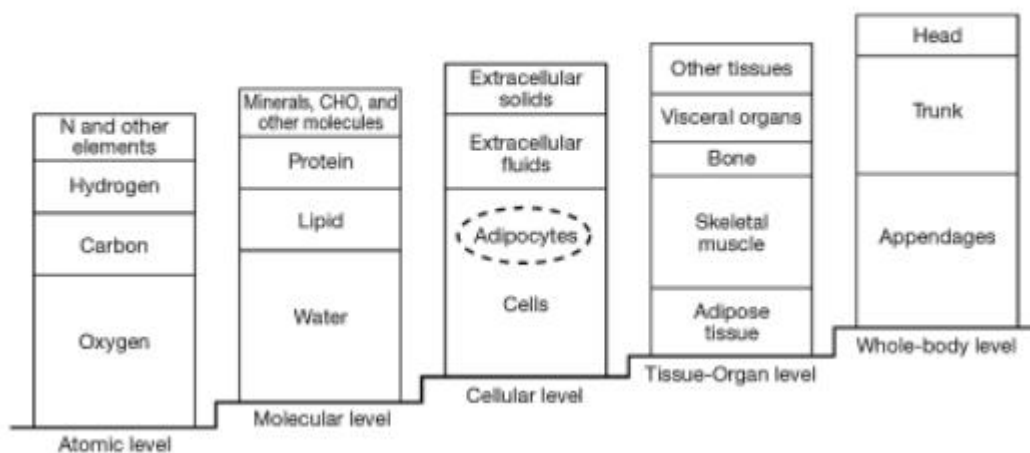 N and other
elements
Hydrogen
Carbon
Oxygen
Atomic level
Minerals, CHO, and
other molecules
Protein
Lipid
Water
Molecular level
Extracellular
solids
Extracellular
fluids
Adipocytes
Cells
Cellular level
Other tissues
Visceral organs
Bone
Skeletal
muscle
Adipose
tissue
Tissue-Organ level
Head
Trunk
Appendages
Whole-body level